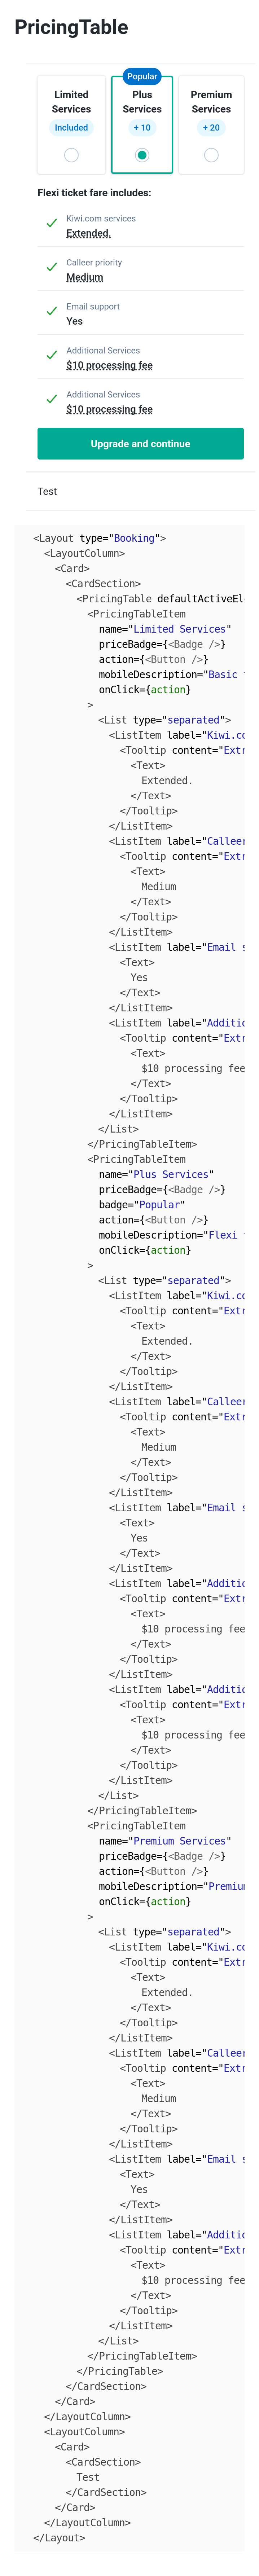 PricingTable
Popular
Limited
Services
Included
Plus
Services
+ 10
Premium
Services
+ 20
Flexi ticket fare includes:
Kiwi.com services
Extended.
Calleer priority
Medium
Email support
Yes
Additional Services
$10 processing fee
Additional Services
$10 processing fee
Upgrade and continue
Test
<Layout type="Booking">
<LayoutColumn>
<Card>
<CardSection>
<PricingTable defaultActiveEl
<PricingTableItem
name="Limited Services"
priceBadge={<Badge />}
action={<Button />}
mobileDescription="Basic
onClick={action}
>
<List type="separated">
<ListItem label="Kiwi.co
<Tooltip content="Extr
<Text>
Extended.
</Text>
</Tooltip>
</ListItem>
<ListItem label="Calleer
<Tooltip content="Extr
<Text>
Medium
</Text>
</Tooltip>
</ListItem>
<ListItem label="Email s
<Text>
Yes
</Text>
</ListItem>
<ListItem label="Additio
<Tooltip content="Extr
<Text>
$10 processing fee
</Text>
</Tooltip>
</ListItem>
</List>
</PricingTableItem>
<PricingTableItem
name="Plus Services"
priceBadge={<Badge />}
badge="Popular"
action={<Button />}
mobileDescription="Flexi
onClick={action}
>
<List type="separated">
<ListItem label="Kiwi.co
<Tooltip content="Extr
<Text>
Extended.
</Text>
</Tooltip>
</ListItem>
<ListItem label="Calleer
<Tooltip content="Extr
<Text>
Medium
</Text>
</Tooltip>
</ListItem>
<ListItem label="Email s
<Text>
Yes
</Text>
</ListItem>
<ListItem label="Additio
<Tooltip content="Extr
<Text>
$10 processing fee
</Text>
</Tooltip>
</ListItem>
<ListItem label="Additio
<Tooltip content="Extr
<Text>
$10 processing fee
</Text>
</Tooltip>
</ListItem>
</List>
</PricingTableItem>
<PricingTableItem
name="Premium Services"
priceBadge={<Badge />}
action={<Button />}
mobileDescription="Premium
onClick={action}
>
<List type="separated">
<ListItem label="Kiwi.co
<Tooltip content="Extr
<Text>
Extended.
</Text>
</Tooltip>
</ListItem>
<ListItem label="Calleer
<Tooltip content="Extr
<Text>
Medium
</Text>
</Tooltip>
</ListItem>
<ListItem label="Email s
<Text>
Yes
</Text>
</ListItem>
<ListItem label="Additio
<Tooltip content="Extr
<Text>
$10 processing fee
</Text>
</Tooltip>
</ListItem>
</List>
</PricingTableItem>
</PricingTable>
</CardSection>
</Card>
</LayoutColumn>
<LayoutColumn>
<Card>
<CardSection>
Test
</CardSection>
</Card>
</LayoutColumn>
</Layout>